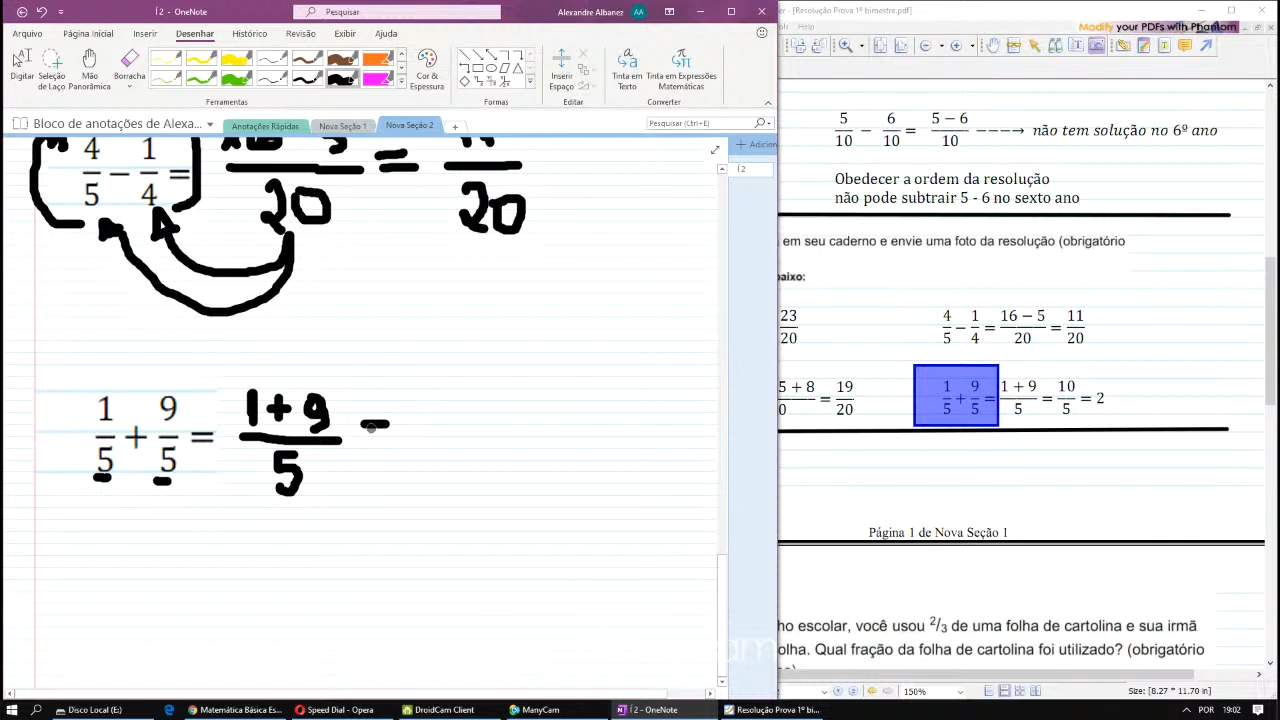 Í 2 - OneNote
Pesquisar
Alexandre Albanez AA
Arquivo Página Inicial Inserir Desenhar Histórico Revisão Exibir Ajuda
Digitar Seleção de Laço Mão Panorâmica Borracha
Cor & Espessura
Inserir Espaço
Tinta em Texto Tinta em Expressões Matemáticas
Ferramentas Formas Editar Converter
Bloco de anotações de Alexa... Anotações Rápidas Nova Seção 1 Nova Seção 2 +
Pesquisar (Ctrl+E)
4/5 − 1/4 =
20 = 20
1/5 + 9/5 = (1+9)/5
er - [Resolução Prova 1º bimestre.pdf]
Modify your PDFs with Phantom
Adicion
Í 2
5/10 − 6/10 = (5 − 6)/10 ----→ não tem solução no 6º ano
Obedecer a ordem da resolução
não pode subtrair 5 - 6 no sexto ano
em seu caderno e envie uma foto da resolução (obrigatório
baixo:
23/20
4/5 − 1/4 = (16 − 5)/20 = 11/20
5 + 8/0 = 19/20
1/5 + 9/5 = (1 + 9)/5 = 10/5 = 2
Página 1 de Nova Seção 1
ho escolar, você usou 2/3 de uma folha de cartolina e sua irmã
olha. Qual fração da folha de cartolina foi utilizado? (obrigatório
150%
Size: [8.27 * 11.70 in]
Disco Local (E:) Matemática Básica Es... Speed Dial - Opera DroidCam Client ManyCam Í 2 - OneNote Resolução Prova 1º bi...
POR 19:02